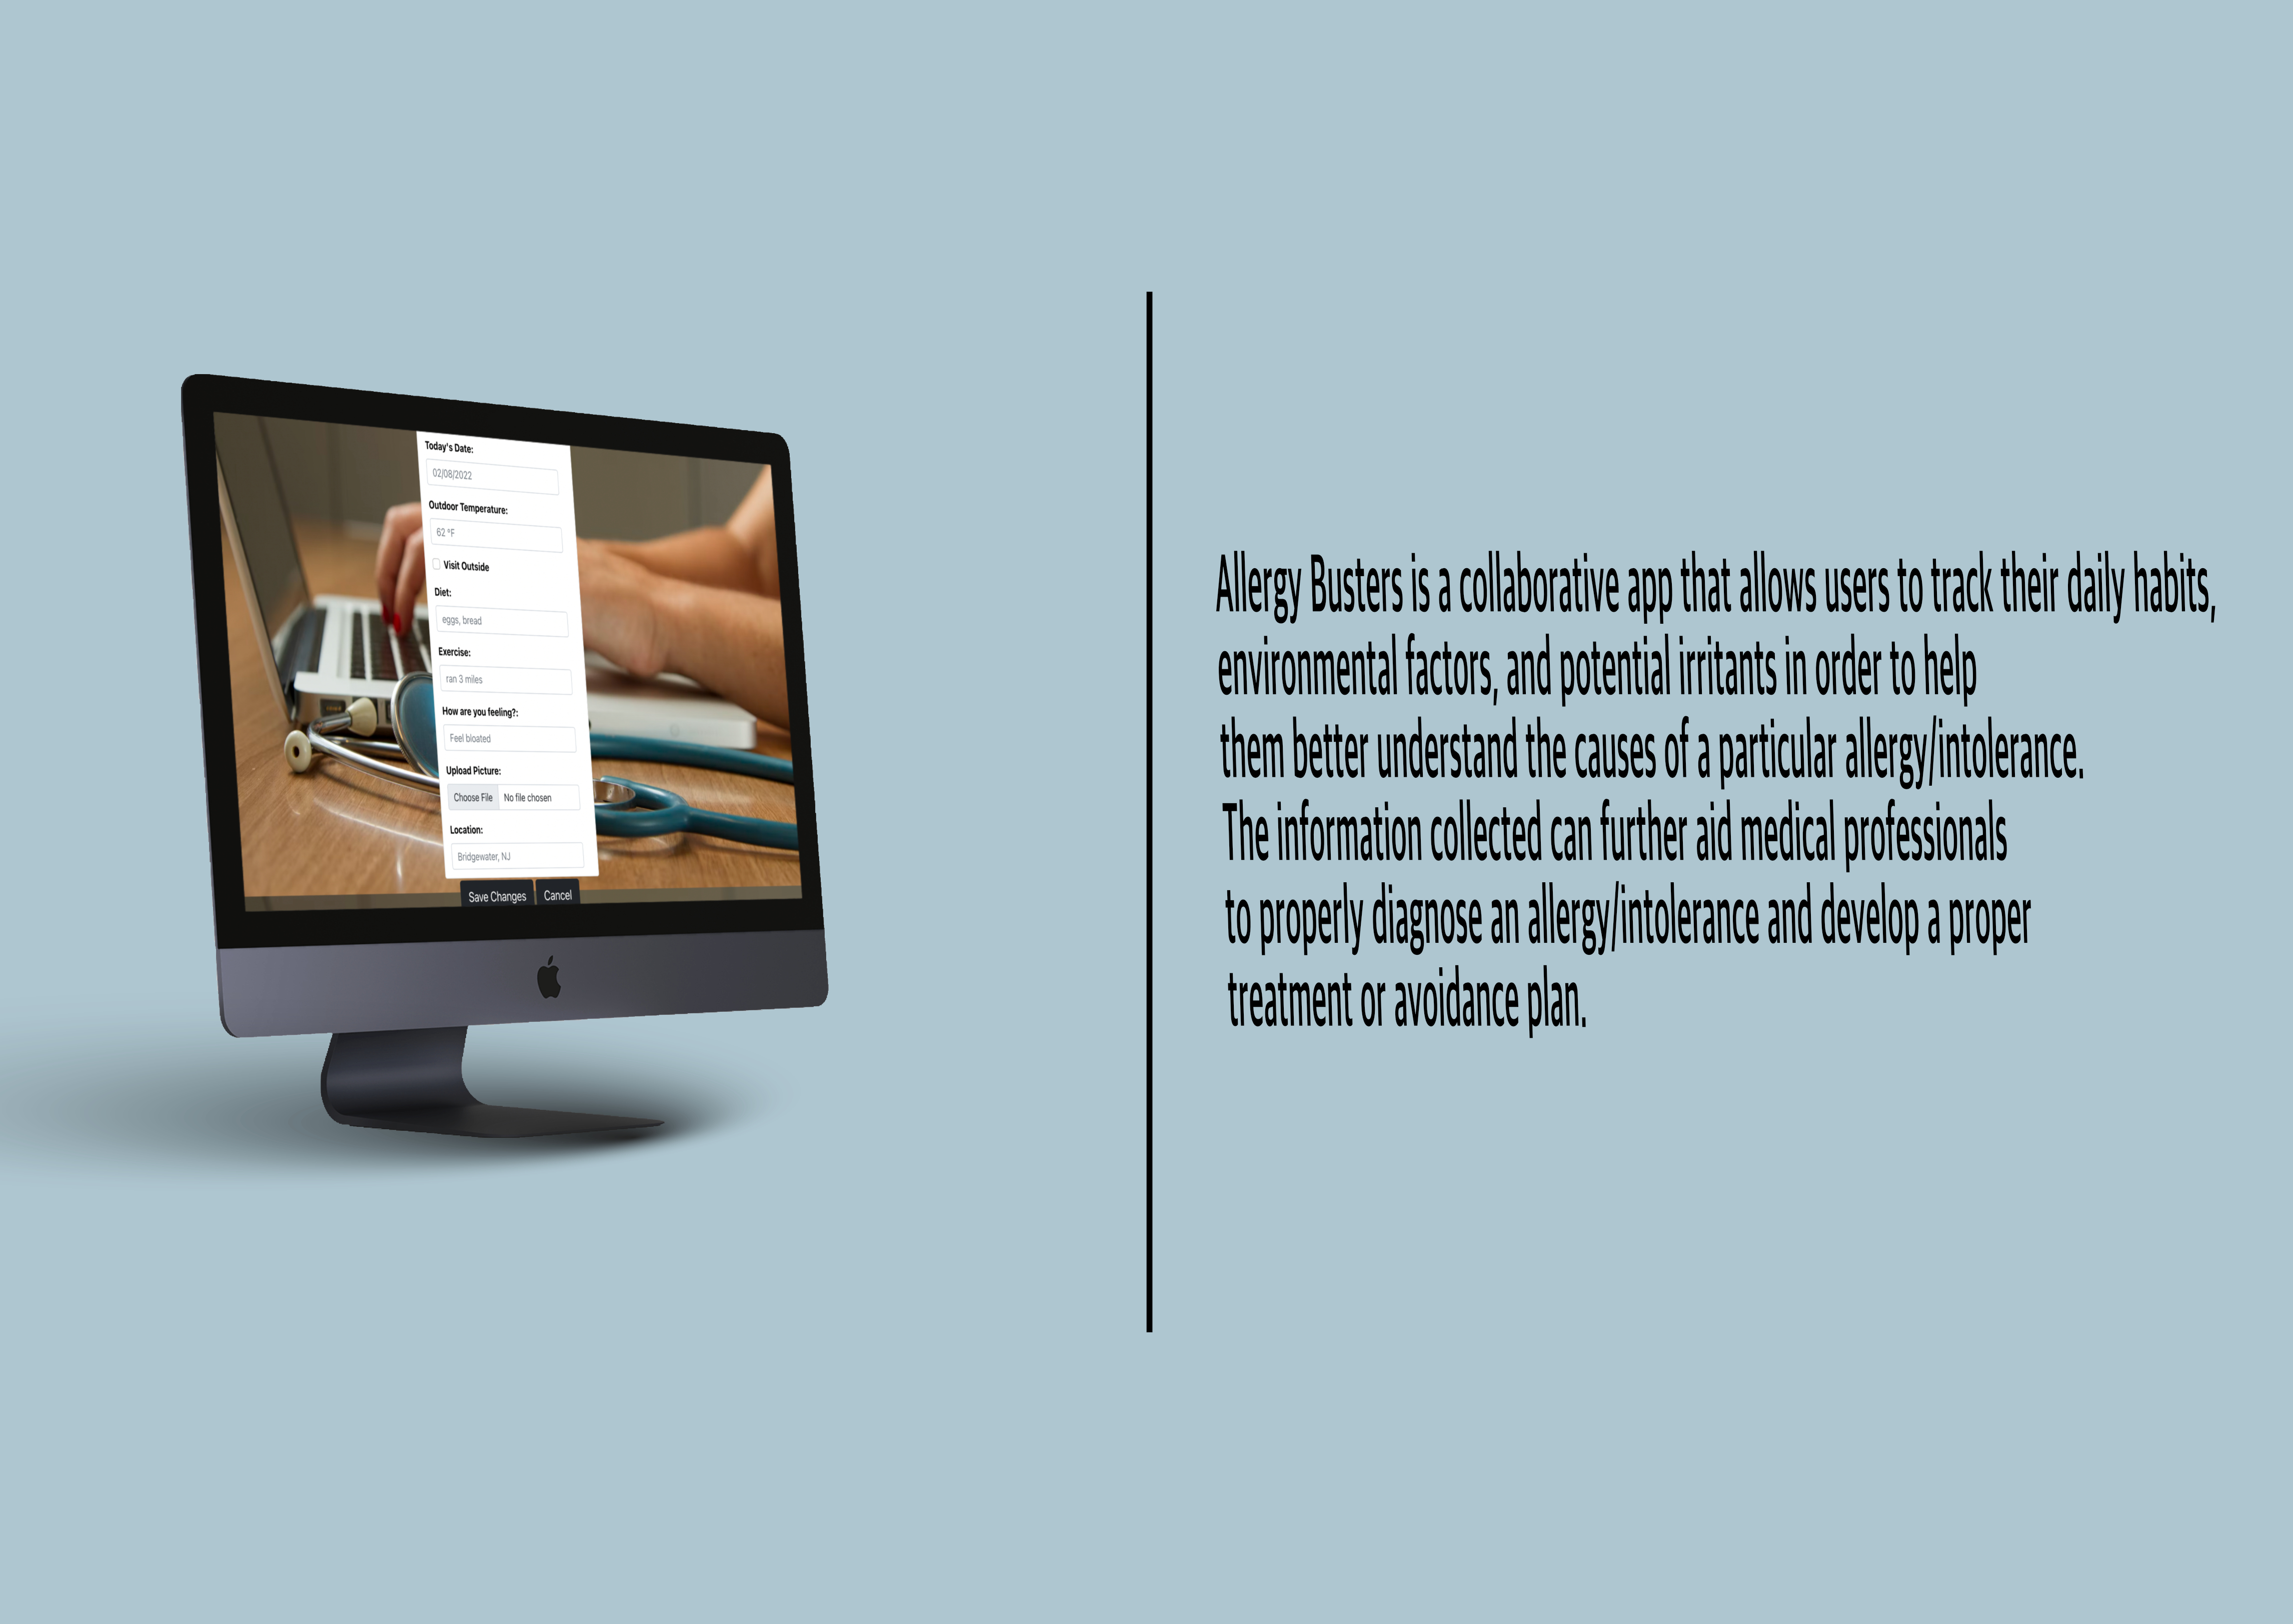 Today's Date:
02/08/2022
Outdoor Temperature:
62 °F
Visit Outside
Diet:
eggs, bread
Exercise:
ran 3 miles
How are you feeling?:
Feel bloated
Upload Picture:
Choose File No file chosen
Location:
Bridgewater, NJ
Save Changes Cancel
Allergy Busters is a collaborative app that allows users to track their daily habits,
environmental factors, and potential irritants in order to help
them better understand the causes of a particular allergy/intolerance.
The information collected can further aid medical professionals
to properly diagnose an allergy/intolerance and develop a proper
treatment or avoidance plan.